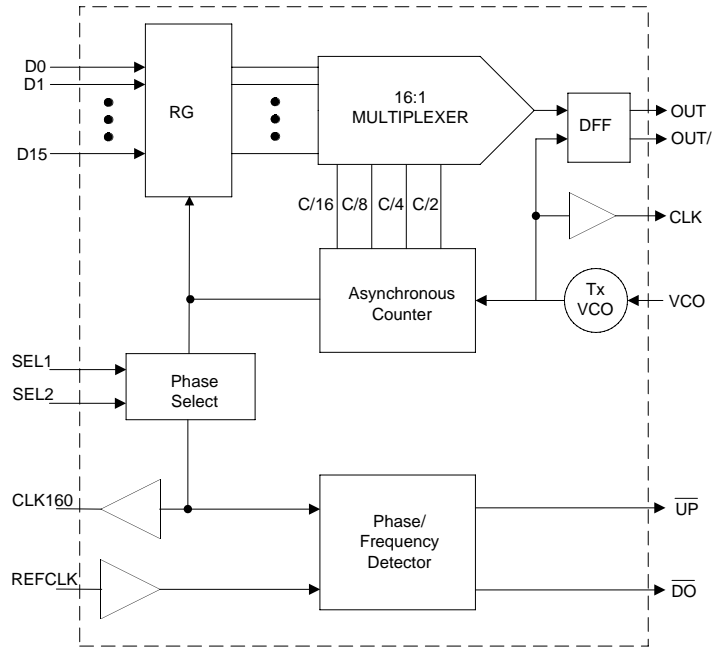 D0
D1
D15
RG
16:1
MULTIPLEXER
DFF
OUT
OUT/
C/16
C/8
C/4
C/2
CLK
Asynchronous
Counter
Tx
VCO
VCO
SEL1
SEL2
Phase
Select
CLK160
REFCLK
Phase/
Frequency
Detector
UP
DO